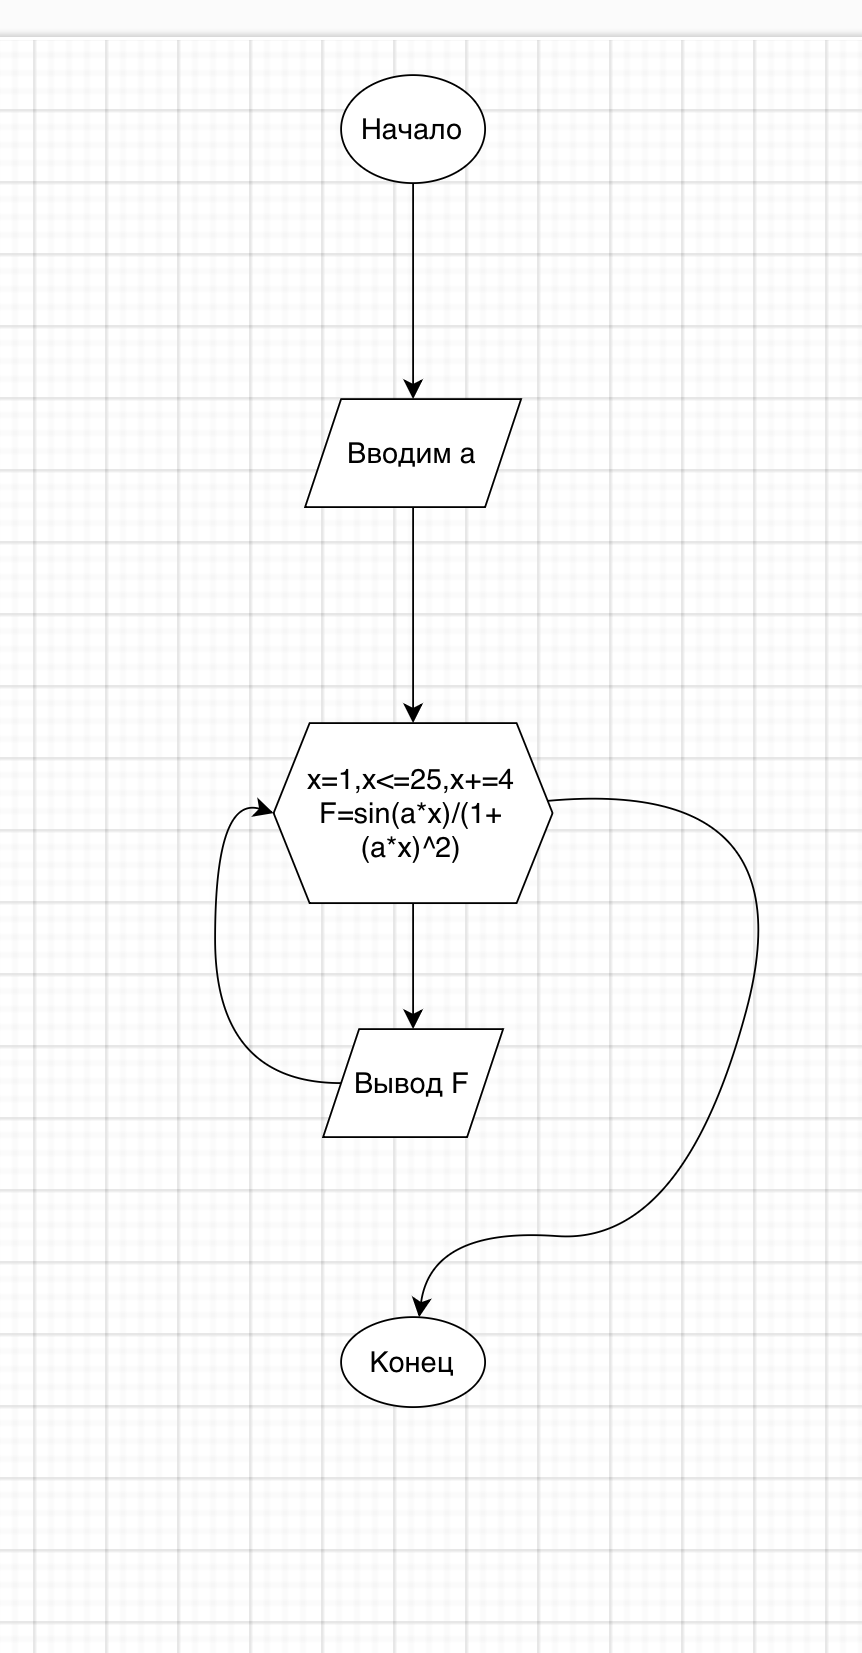 Начало
Вводим а
x=1,x<=25,x+=4
F=sin(a*x)/(1+
(a*x)^2)
Вывод F
Конец